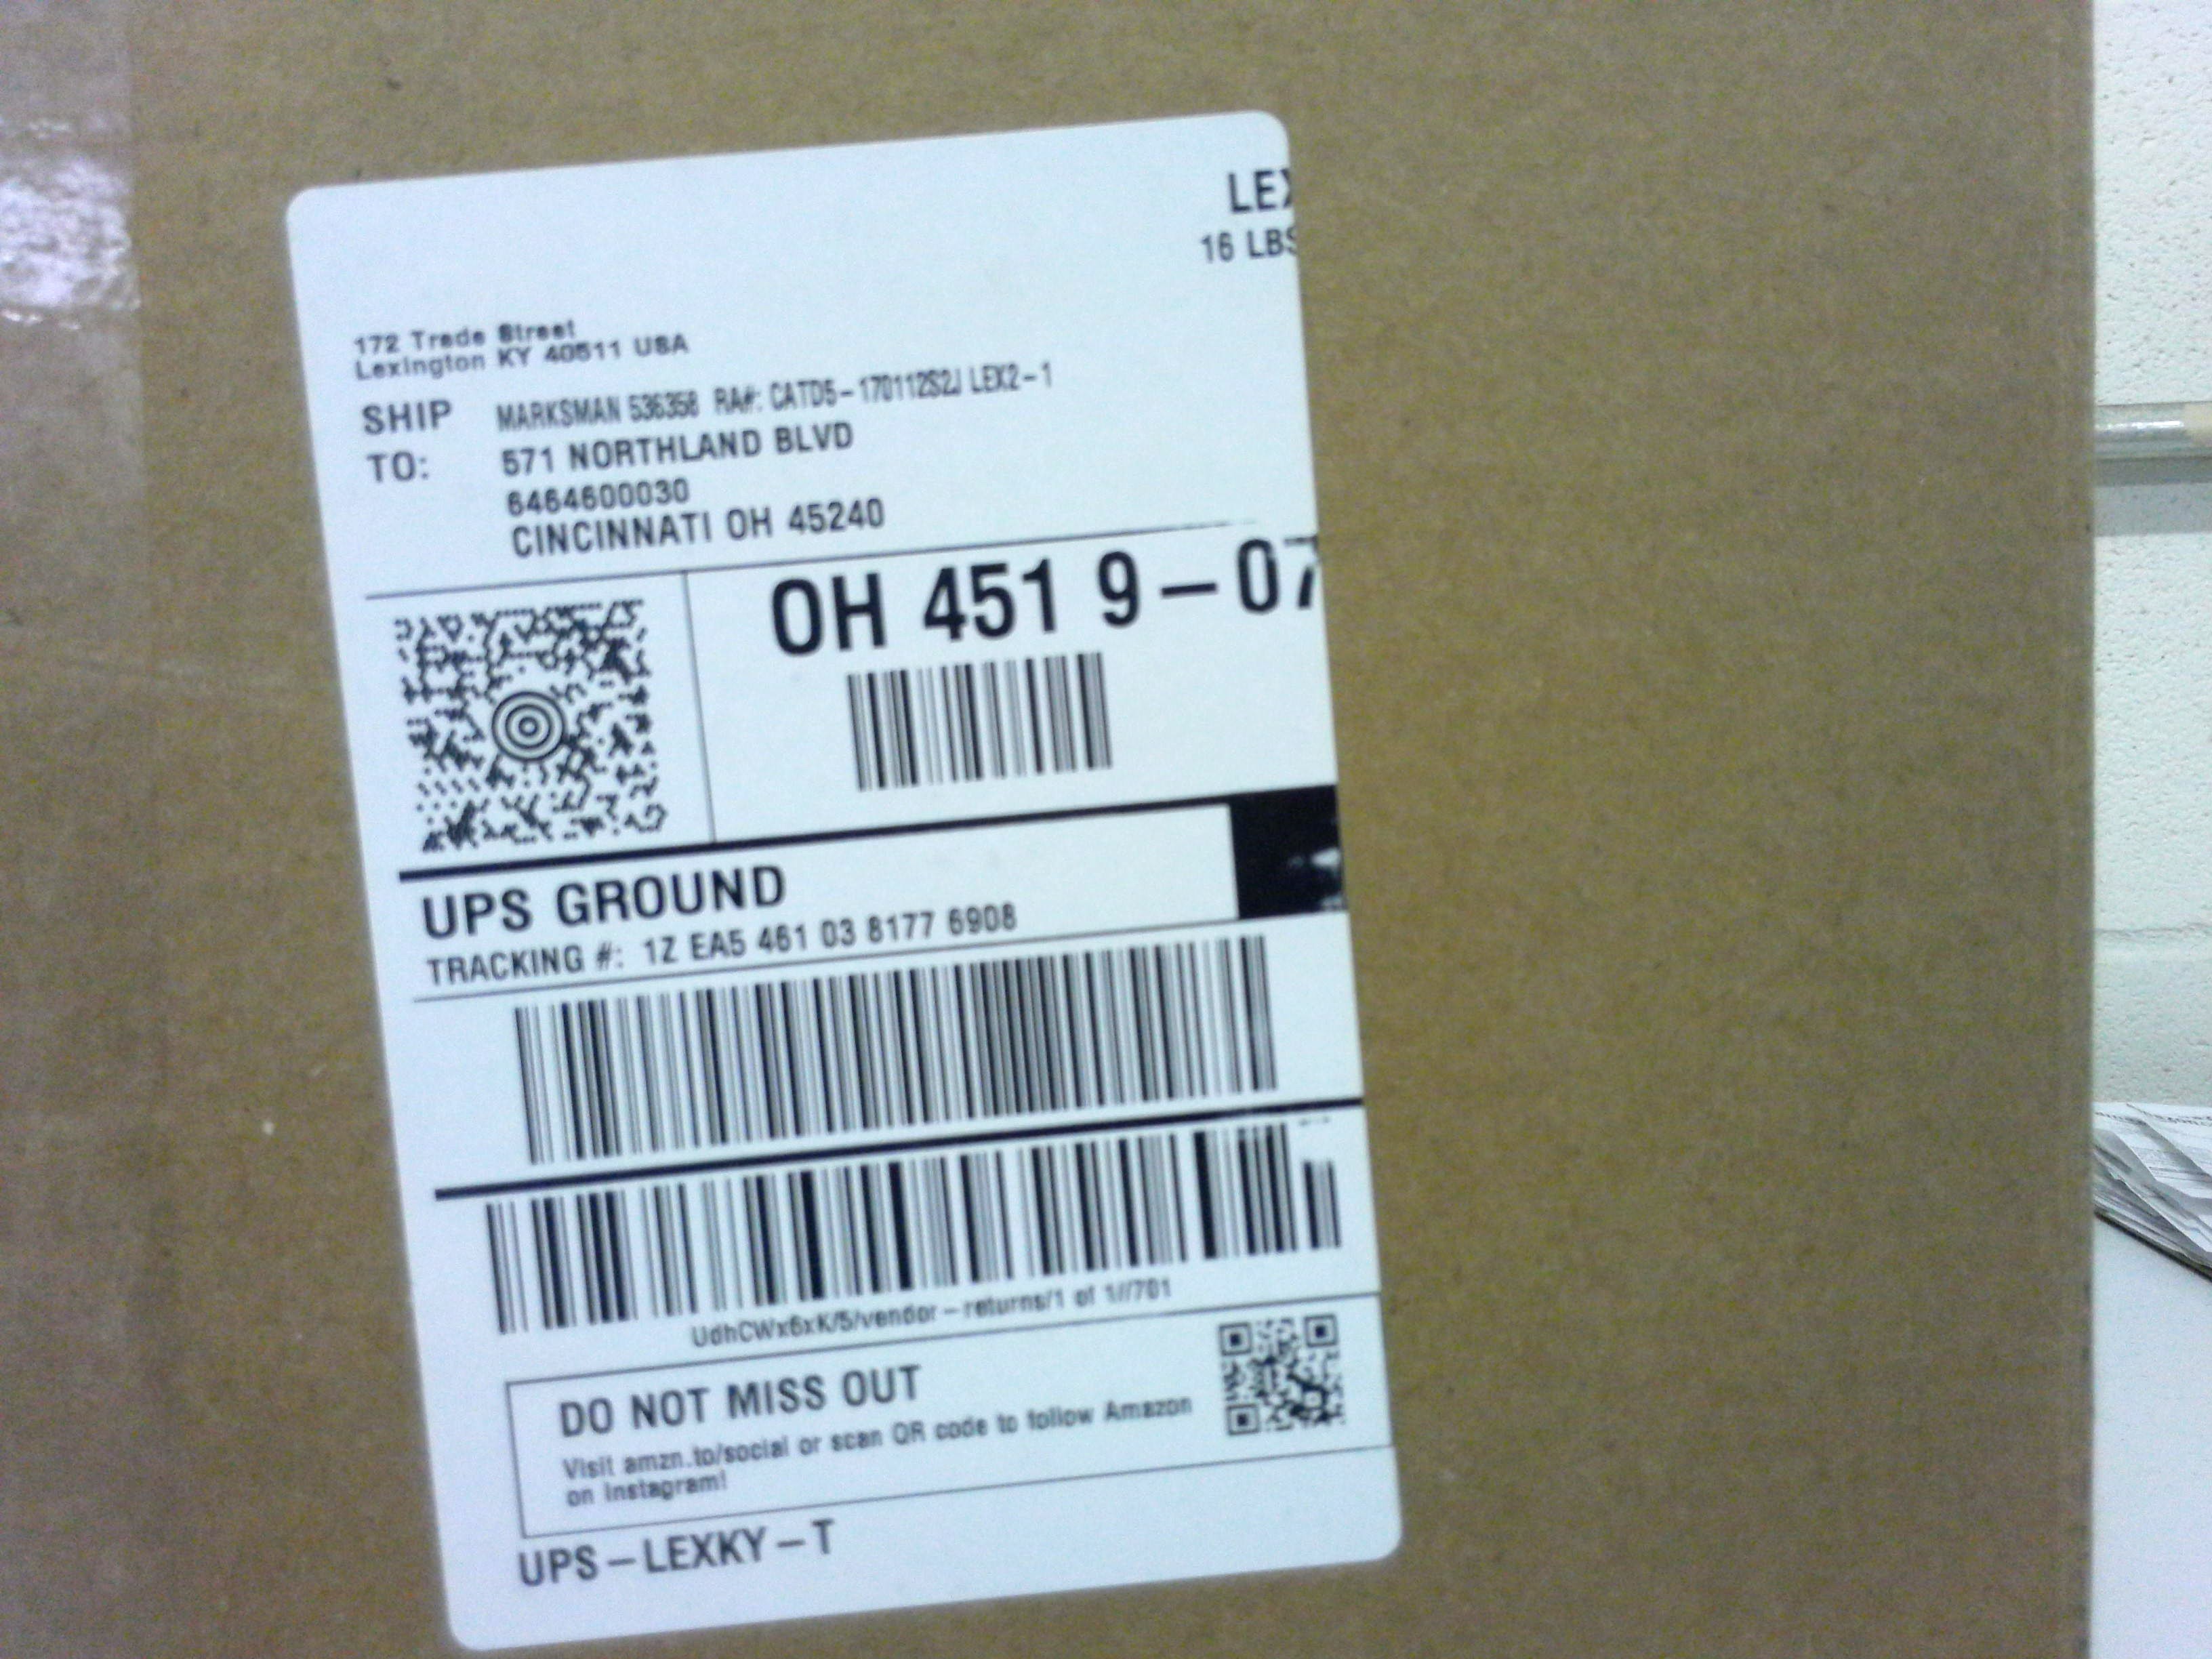 LEX
16 LBS
172 Trade Street
Lexington KY 40511 USA
SHIP TO:
MARKSMAN 536358 RA#: CATD5-170112S2J LEX2-1
571 NORTHLAND BLVD
6464600030
CINCINNATI OH 45240
OH 451 9-07
UPS GROUND
TRACKING #: 1Z EA5 461 03 8177 6908
UdhCWx6xK/5/vendor-returns/1 of 1//701
DO NOT MISS OUT
Visit amzn.to/social or scan QR code to follow Amazon
on Instagram!
UPS-LEXKY-T